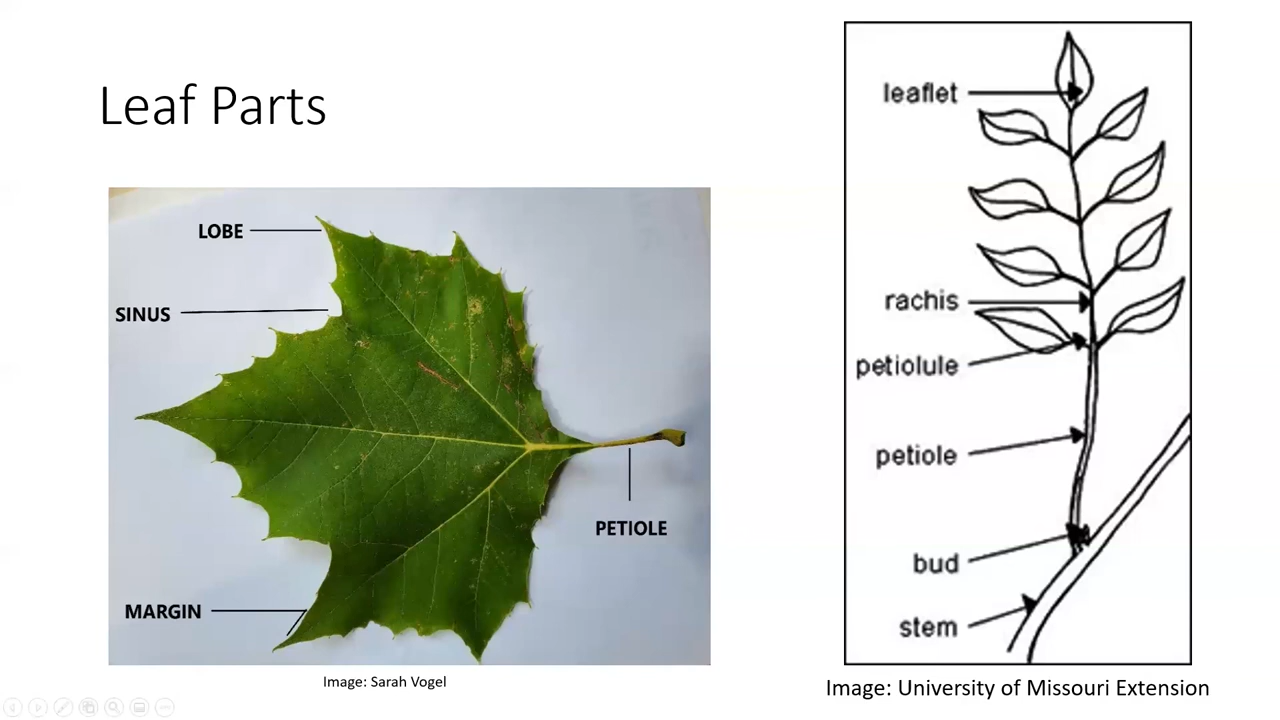 Leaf Parts
LOBE
SINUS
PETIOLE
MARGIN
Image: Sarah Vogel
leaflet
rachis
petiolule
petiole
bud
stem
Image: University of Missouri Extension